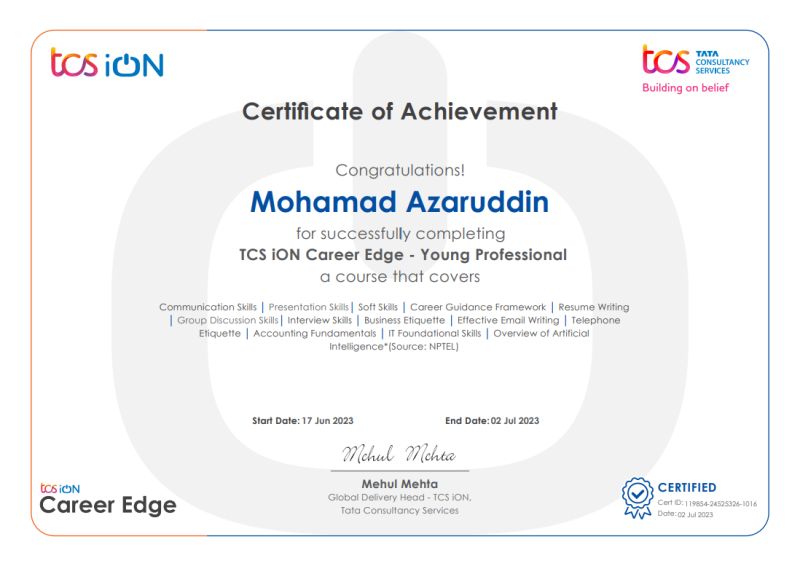 tcs iON
tcs TATA
CONSULTANCY
SERVICES
Building on belief
Certificate of Achievement
Congratulations!
Mohamad Azaruddin
for successfully completing
TCS iON Career Edge - Young Professional
a course that covers
Communication Skills | Presentation Skills | Soft Skills | Career Guidance Framework | Resume Writing
| Group Discussion Skills | Interview Skills | Business Etiquette | Effective Email Writing | Telephone
Etiquette | Accounting Fundamentals | IT Foundational Skills | Overview of Artificial
Intelligence*(Source: NPTEL)
Start Date: 17 Jun 2023 End Date: 02 Jul 2023
Mehul Mehta
Mehul Mehta
Global Delivery Head - TCS iON,
Tata Consultancy Services
tcs iON
Career Edge
CERTIFIED
Cert ID: 119854-24525326-1016
Date: 02 Jul 2023